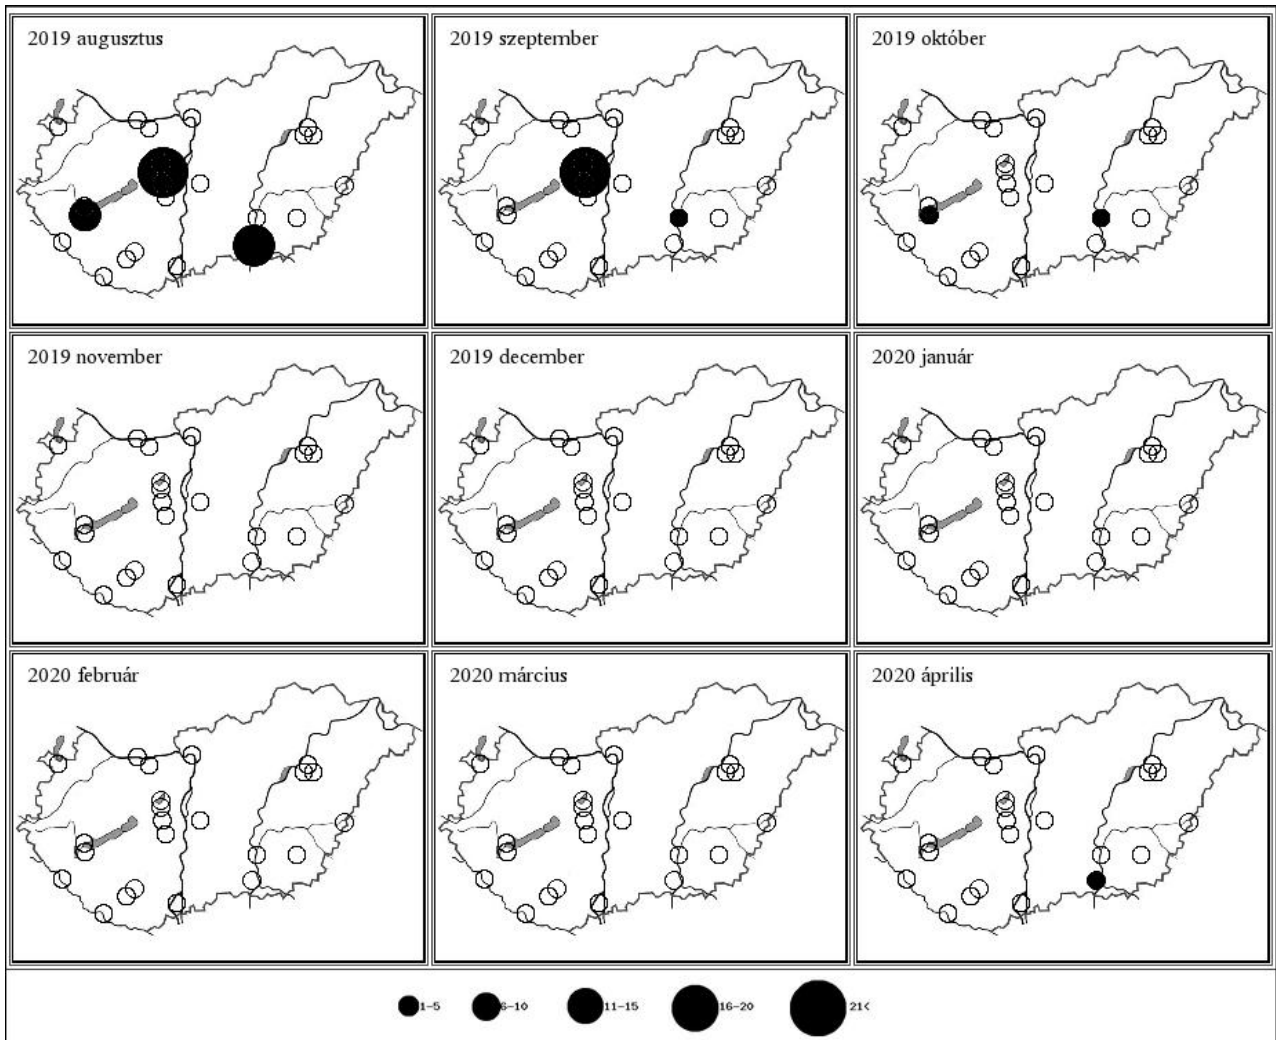 2019 augusztus
2019 szeptember
2019 október
2019 november
2019 december
2020 január
2020 február
2020 március
2020 április
1-5
6-10
11-15
16-20
21<